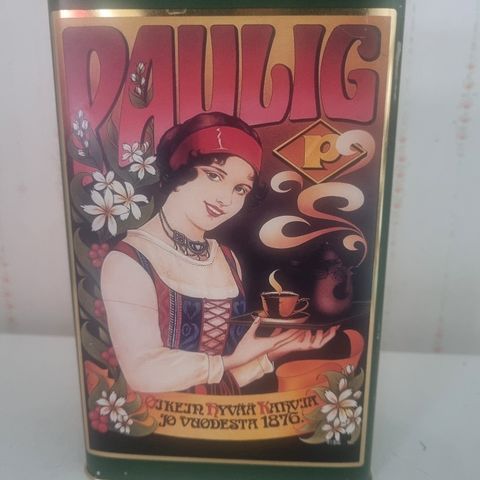 PAULIG
P
OIKEIN HYVÄÄ KAHVIA
JO VUODESTA 1876.